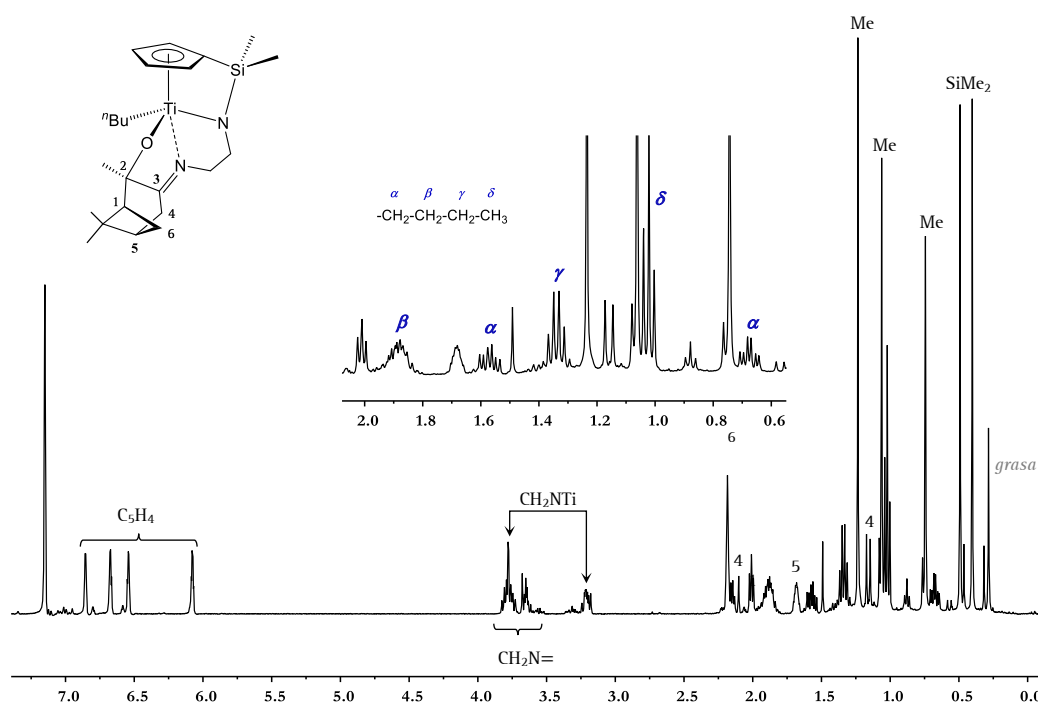 Me
SiMe2
Me
Me
Si
Ti
nBu
N
O
N
2
3
1
4
6
5
α β γ δ
-CH2-CH2-CH2-CH3
δ
γ
β
α
α
2.0 1.8 1.6 1.4 1.2 1.0 0.8 0.6
6
grasa
C5H4
CH2NTi
4
5
4
CH2N=
7.0 6.5 6.0 5.5 5.0 4.5 4.0 3.5 3.0 2.5 2.0 1.5 1.0 0.5 0.0